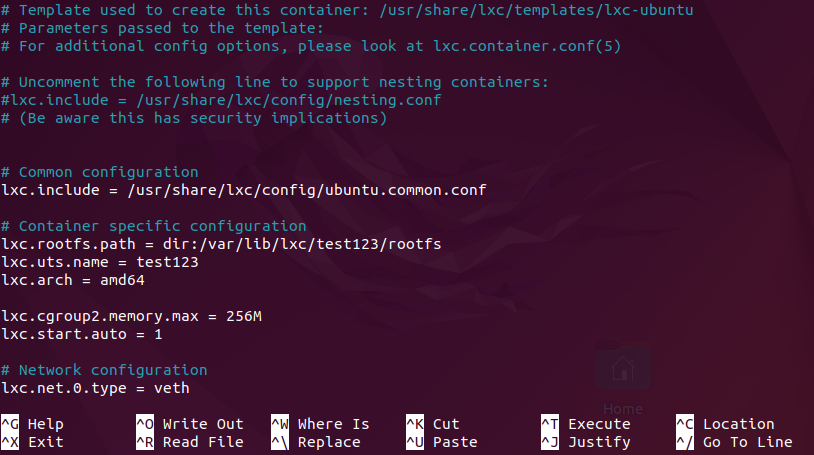 # Template used to create this container: /usr/share/lxc/templates/lxc-ubuntu
# Parameters passed to the template:
# For additional config options, please look at lxc.container.conf(5)
# Uncomment the following line to support nesting containers:
#lxc.include = /usr/share/lxc/config/nesting.conf
# (Be aware this has security implications)
# Common configuration
lxc.include = /usr/share/lxc/config/ubuntu.common.conf
# Container specific configuration
lxc.rootfs.path = dir:/var/lib/lxc/test123/rootfs
lxc.uts.name = test123
lxc.arch = amd64
lxc.cgroup2.memory.max = 256M
lxc.start.auto = 1
# Network configuration
lxc.net.0.type = veth
Home
^G Help ^O Write Out ^W Where Is ^K Cut ^T Execute ^C Location
^X Exit ^R Read File ^\ Replace ^U Paste ^J Justify ^/ Go To Line